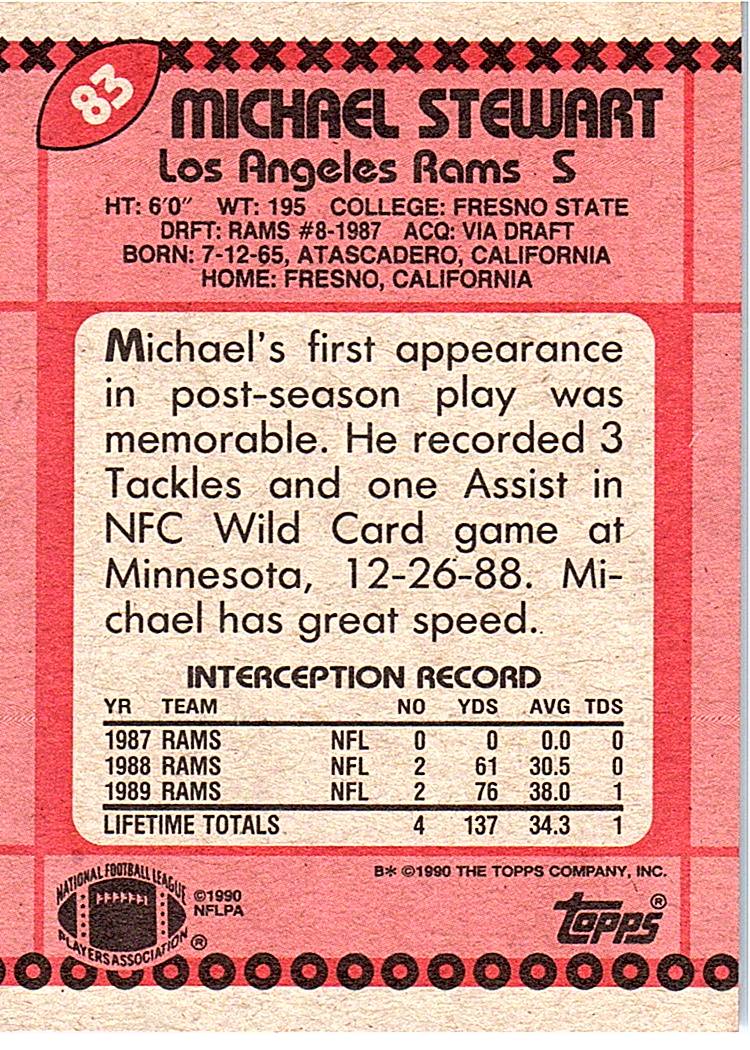 83
MICHAEL STEWART
Los Angeles Rams S
HT: 6'0" WT: 195 COLLEGE: FRESNO STATE
DRFT: RAMS #8-1987 ACQ: VIA DRAFT
BORN: 7-12-65, ATASCADERO, CALIFORNIA
HOME: FRESNO, CALIFORNIA
Michael's first appearance
in post-season play was
memorable. He recorded 3
Tackles and one Assist in
NFC Wild Card game at
Minnesota, 12-26-88. Mi-
chael has great speed.
INTERCEPTION RECORD
YR TEAM NO YDS AVG TDS
1987 RAMS NFL 0 0 0.0 0
1988 RAMS NFL 2 61 30.5 0
1989 RAMS NFL 2 76 38.0 1
LIFETIME TOTALS 4 137 34.3 1
B* ©1990 THE TOPPS COMPANY, INC.
NATIONAL FOOTBALL LEAGUE
PLAYERS ASSOCIATION ®
©1990
NFLPA
topps ®